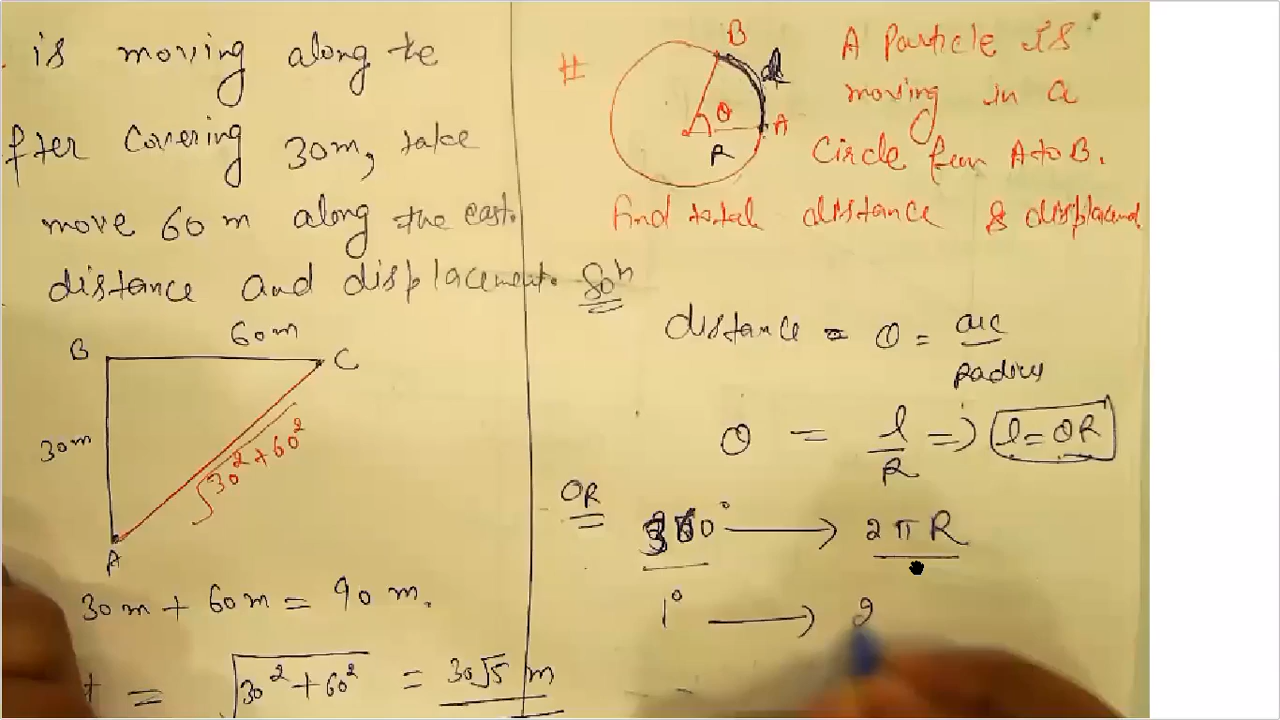 is moving along the
fter Covering 30m, take
move 60 m along the east.
distance and displacement.
60m
B
C
30m
√30²+60²
A
30m + 60m = 90 m.
t = √30²+60² = 30√5 m
#
B
θ
A
R
A Particle is
moving in a
Circle from A to B.
find total distance & displacement
Solⁿ
distance = θ = arc
radius
θ = l/R => l = θR
OR
360° → 2πR
1° → 2